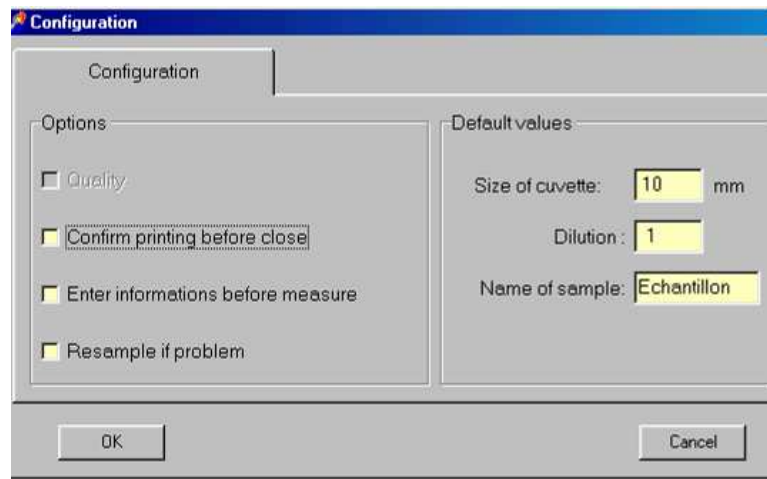 Configuration
Configuration
Options
Quality
Confirm printing before close
Enter informations before measure
Resample if problem
Default values
Size of cuvette: 10 mm
Dilution : 1
Name of sample: Echantillon
OK
Cancel